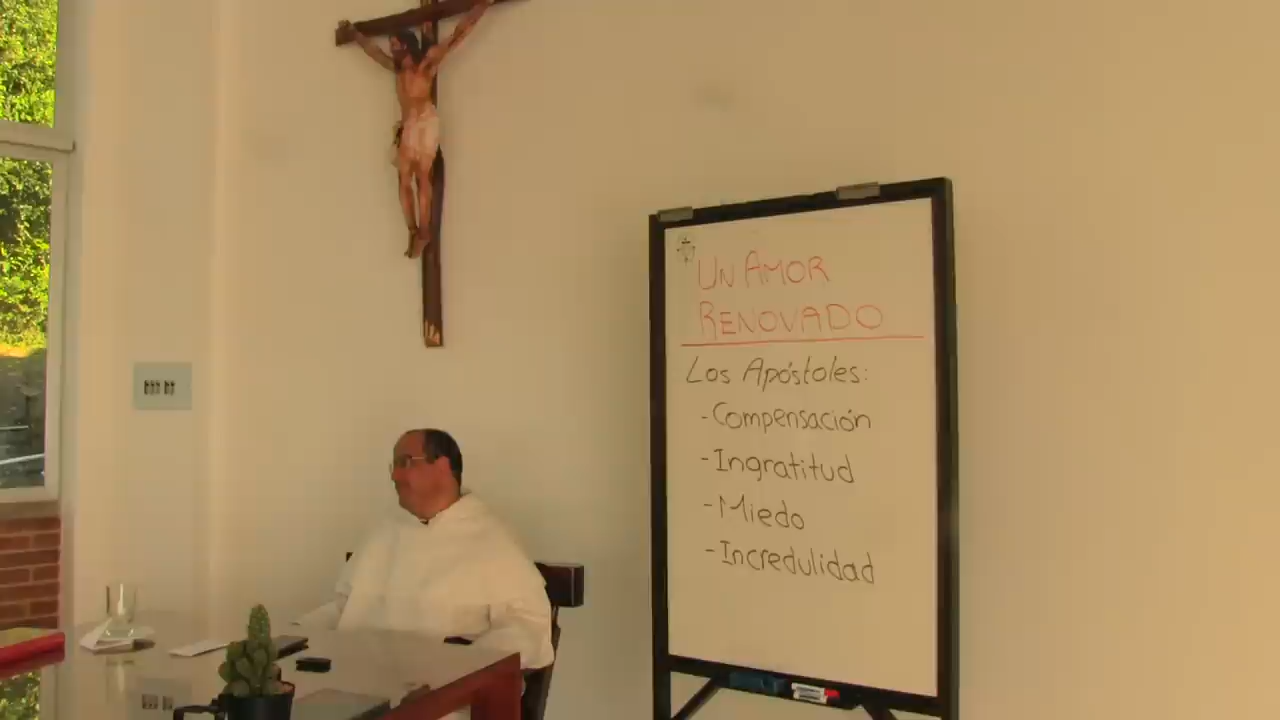 UN AMOR
RENOVADO
Los Apóstoles:
-Compensación
-Ingratitud
-Miedo
-Incredulidad